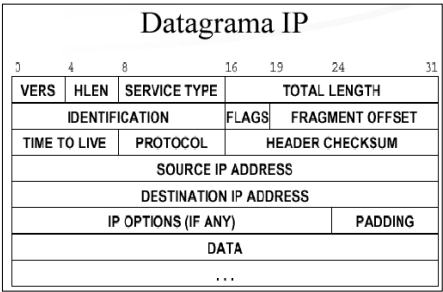 Datagrama IP
0 4 8 16 19 24 31
VERS HLEN SERVICE TYPE TOTAL LENGTH
IDENTIFICATION FLAGS FRAGMENT OFFSET
TIME TO LIVE PROTOCOL HEADER CHECKSUM
SOURCE IP ADDRESS
DESTINATION IP ADDRESS
IP OPTIONS (IF ANY) PADDING
DATA
...